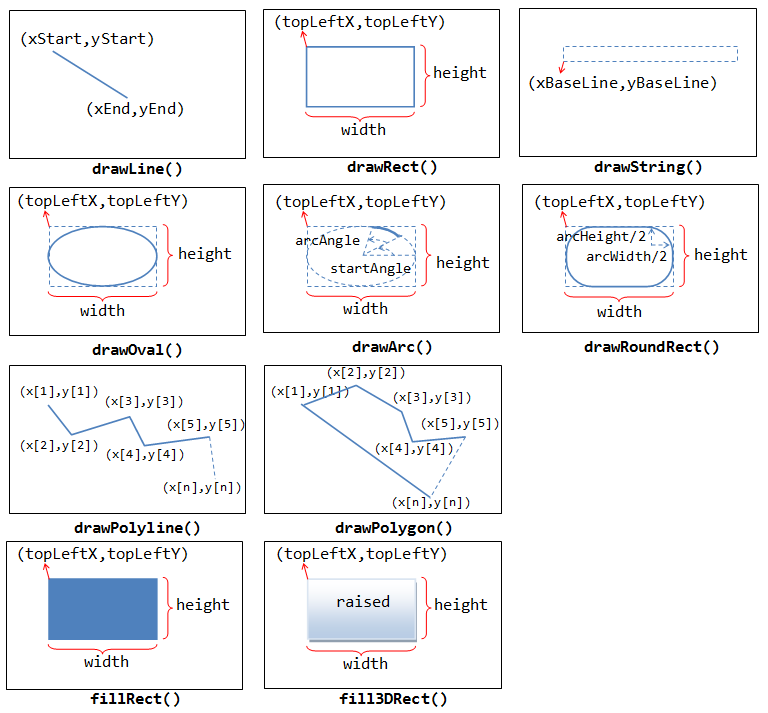 (xStart,yStart)
(xEnd,yEnd)
drawLine()
(topLeftX,topLeftY)
height
width
drawRect()
(xBaseLine,yBaseLine)
drawString()
(topLeftX,topLeftY)
height
width
drawOval()
(topLeftX,topLeftY)
arcAngle
startAngle
height
width
drawArc()
(topLeftX,topLeftY)
arcHeight/2
arcWidth/2
height
width
drawRoundRect()
(x[1],y[1])
(x[3],y[3])
(x[5],y[5])
(x[2],y[2])
(x[4],y[4])
(x[n],y[n])
drawPolyline()
(x[2],y[2])
(x[1],y[1])
(x[3],y[3])
(x[5],y[5])
(x[4],y[4])
(x[n],y[n])
drawPolygon()
(topLeftX,topLeftY)
height
width
fillRect()
(topLeftX,topLeftY)
raised
height
width
fill3DRect()